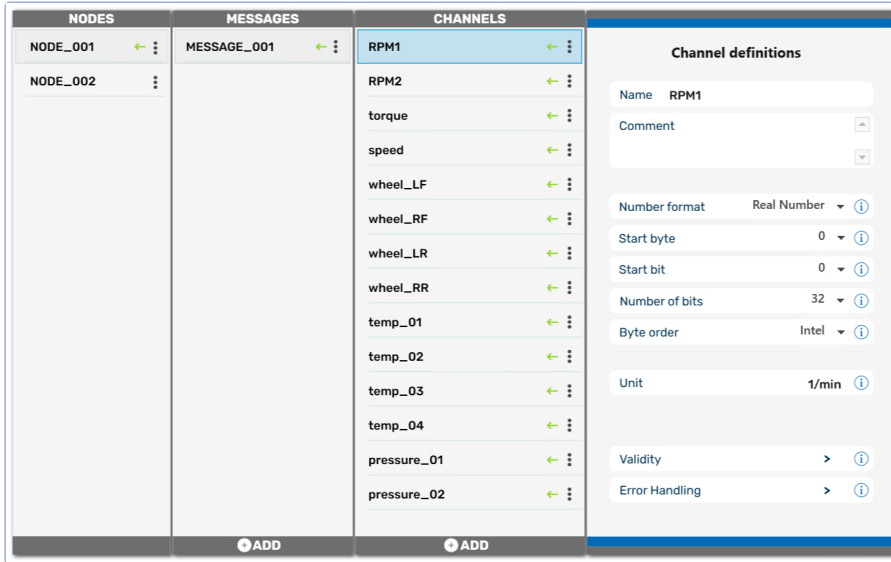 NODES
NODE_001
NODE_002
MESSAGES
MESSAGE_001
ADD
CHANNELS
RPM1
RPM2
torque
speed
wheel_LF
wheel_RF
wheel_LR
wheel_RR
temp_01
temp_02
temp_03
temp_04
pressure_01
pressure_02
ADD
Channel definitions
Name RPM1
Comment
Number format Real Number
Start byte 0
Start bit 0
Number of bits 32
Byte order Intel
Unit 1/min
Validity >
Error Handling >